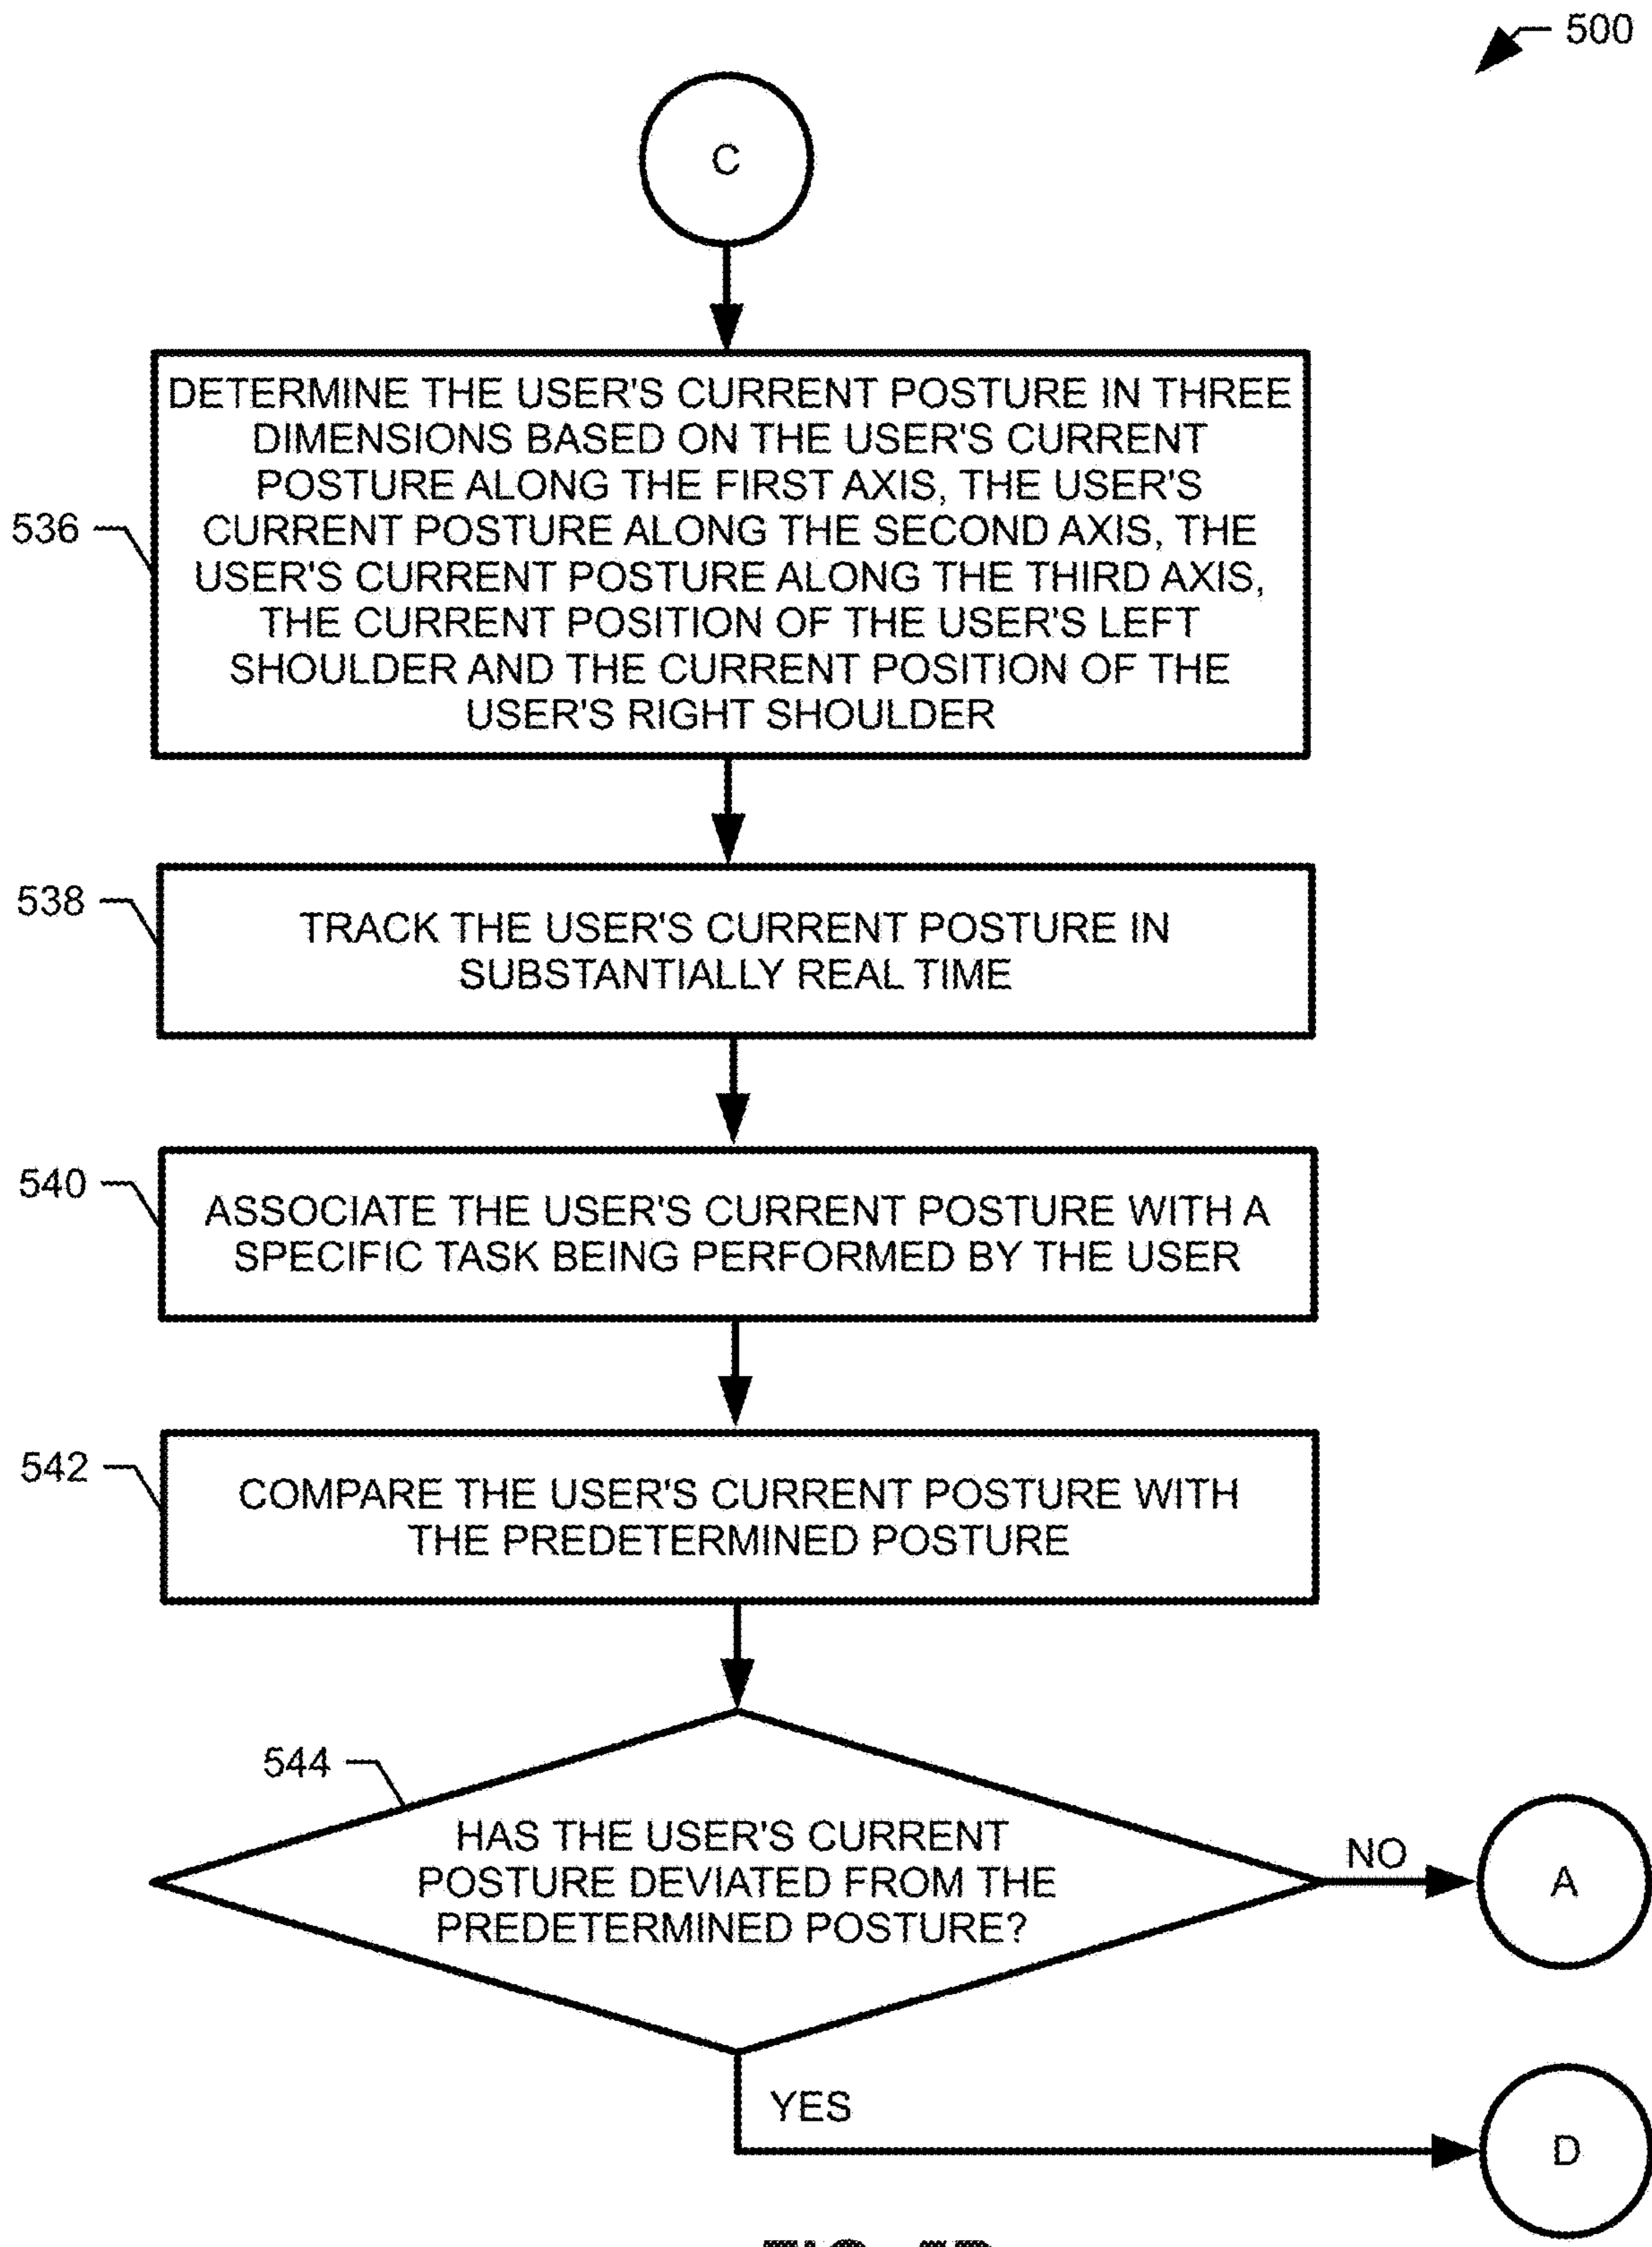 500
C
536
DETERMINE THE USER'S CURRENT POSTURE IN THREE
DIMENSIONS BASED ON THE USER'S CURRENT
POSTURE ALONG THE FIRST AXIS, THE USER'S
CURRENT POSTURE ALONG THE SECOND AXIS, THE
USER'S CURRENT POSTURE ALONG THE THIRD AXIS,
THE CURRENT POSITION OF THE USER'S LEFT
SHOULDER AND THE CURRENT POSITION OF THE
USER'S RIGHT SHOULDER
538
TRACK THE USER'S CURRENT POSTURE IN
SUBSTANTIALLY REAL TIME
540
ASSOCIATE THE USER'S CURRENT POSTURE WITH A
SPECIFIC TASK BEING PERFORMED BY THE USER
542
COMPARE THE USER'S CURRENT POSTURE WITH
THE PREDETERMINED POSTURE
544
HAS THE USER'S CURRENT
POSTURE DEVIATED FROM THE
PREDETERMINED POSTURE?
NO
A
YES
D